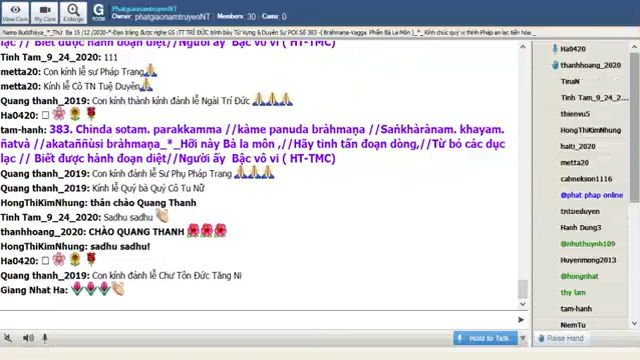 View Cam
My Cam
Enlarge
G
ROOM
PhatgiaonamtruyenNT
Owner: phatgiaonamtruyenNT
Members: 30
Cams: 0
Namo Buddhāya_* Thứ Ba 15 /12 /2020-*-Đạo tràng được nghe GS :TT TRÍ ĐỨC trình bày Từ Vựng & Duyên Sự PCK Số 383 -(Brāhmaṇa-Vagga Phẩm Bà La Môn )_*_Kính chúc quý vị thính Pháp an lạc tiến hóa._
lạc // Biết được hành đoạn diệt//Người ấy Bậc vô vi ( HT-TMC)
Tinh Tam_9_24_2020: 111
metta20: Con kính lễ sư Pháp Trang
metta20: Kính lễ Cô TN Tuệ Duyên
Quang thanh_2019: Con kính thành kính đảnh lễ Ngài Trí Đức
Ha0420:
tam-hanh: 383. Chinda sotam. parakkamma //kàme panuda bràhmaṇa //Saṅkhàrànam. khayam. ñatvà //akataññùsi bràhmaṇa_*_Hỡi này Bà la môn ,//Hãy tinh tấn đoạn dòng,//Từ bỏ các dục lạc // Biết được hành đoạn diệt//Người ấy Bậc vô vi ( HT-TMC)
Quang thanh_2019: Con kính đảnh lễ Sư Phụ Pháp Trang
Quang thanh_2019: Kính lễ Quý bà Quý Cô Tu Nữ
HongThiKimNhung: thân chào Quang Thanh
Tinh Tam_9_24_2020: Sadhu sadhu
thanhhoang_2020: CHÀO QUANG THANH
HongThiKimNhung: sadhu sadhu!
Ha0420:
Quang thanh_2019: Con kính đảnh lễ Chư Tôn Đức Tăng Ni
Giang Nhat Ha:
Ha0420
thanhhoang_2020
TinaN
Tinh Tam_9_24_2020
thienvu5
HongThiKimNhung
haiti_2020
metta20
cahnekson1116
@phat phap online
tntueduyen
Hanh Dung3
@nhuthuynh109
Huyenmong2013
@hongnhat
thy lam
tam-hanh
NiemTu
Hold to Talk
Raise Hand